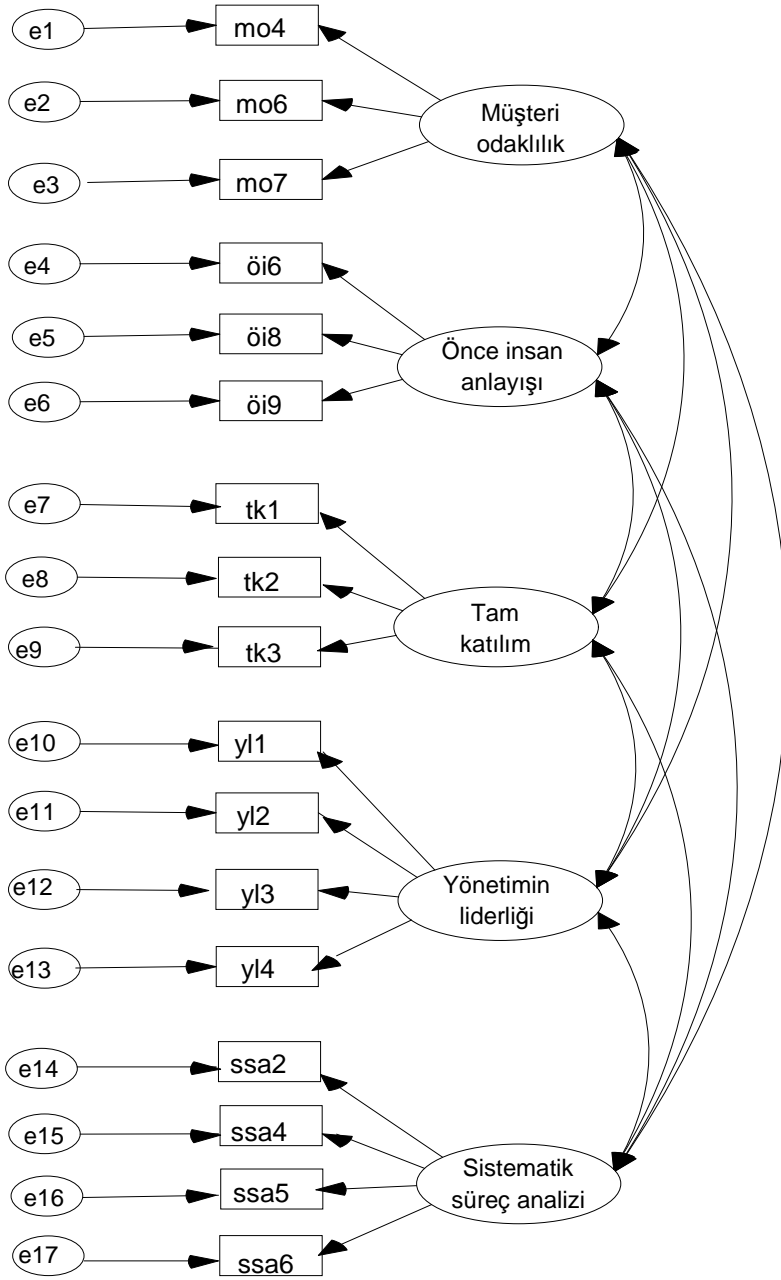 e1
mo4
e2
mo6
Müşteri
odaklılık
e3
mo7
e4
öi6
e5
öi8
Önce insan
anlayışı
e6
öi9
e7
tk1
e8
tk2
Tam
katılım
e9
tk3
e10
yl1
e11
yl2
e12
yl3
Yönetimin
liderliği
e13
yl4
e14
ssa2
e15
ssa4
Sistematik
süreç analizi
e16
ssa5
e17
ssa6